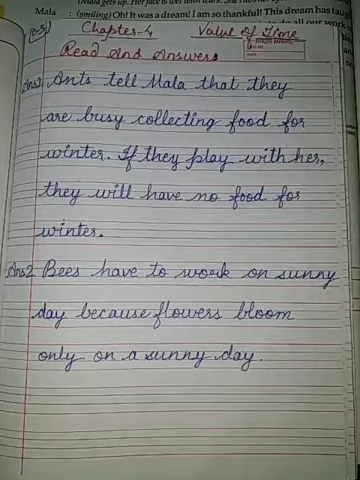 Mala : (smiling) Oh! It was a dream! I am so thankful! This dream has
Chapter-4 Value of Time
Read And Answers
Ans1 Ants tell Mala that they
are busy collecting food for
winter. If they play with her,
they will have no food for
winter.
Ans2 Bees have to work on sunny
day because flowers bloom
only on a sunny day.